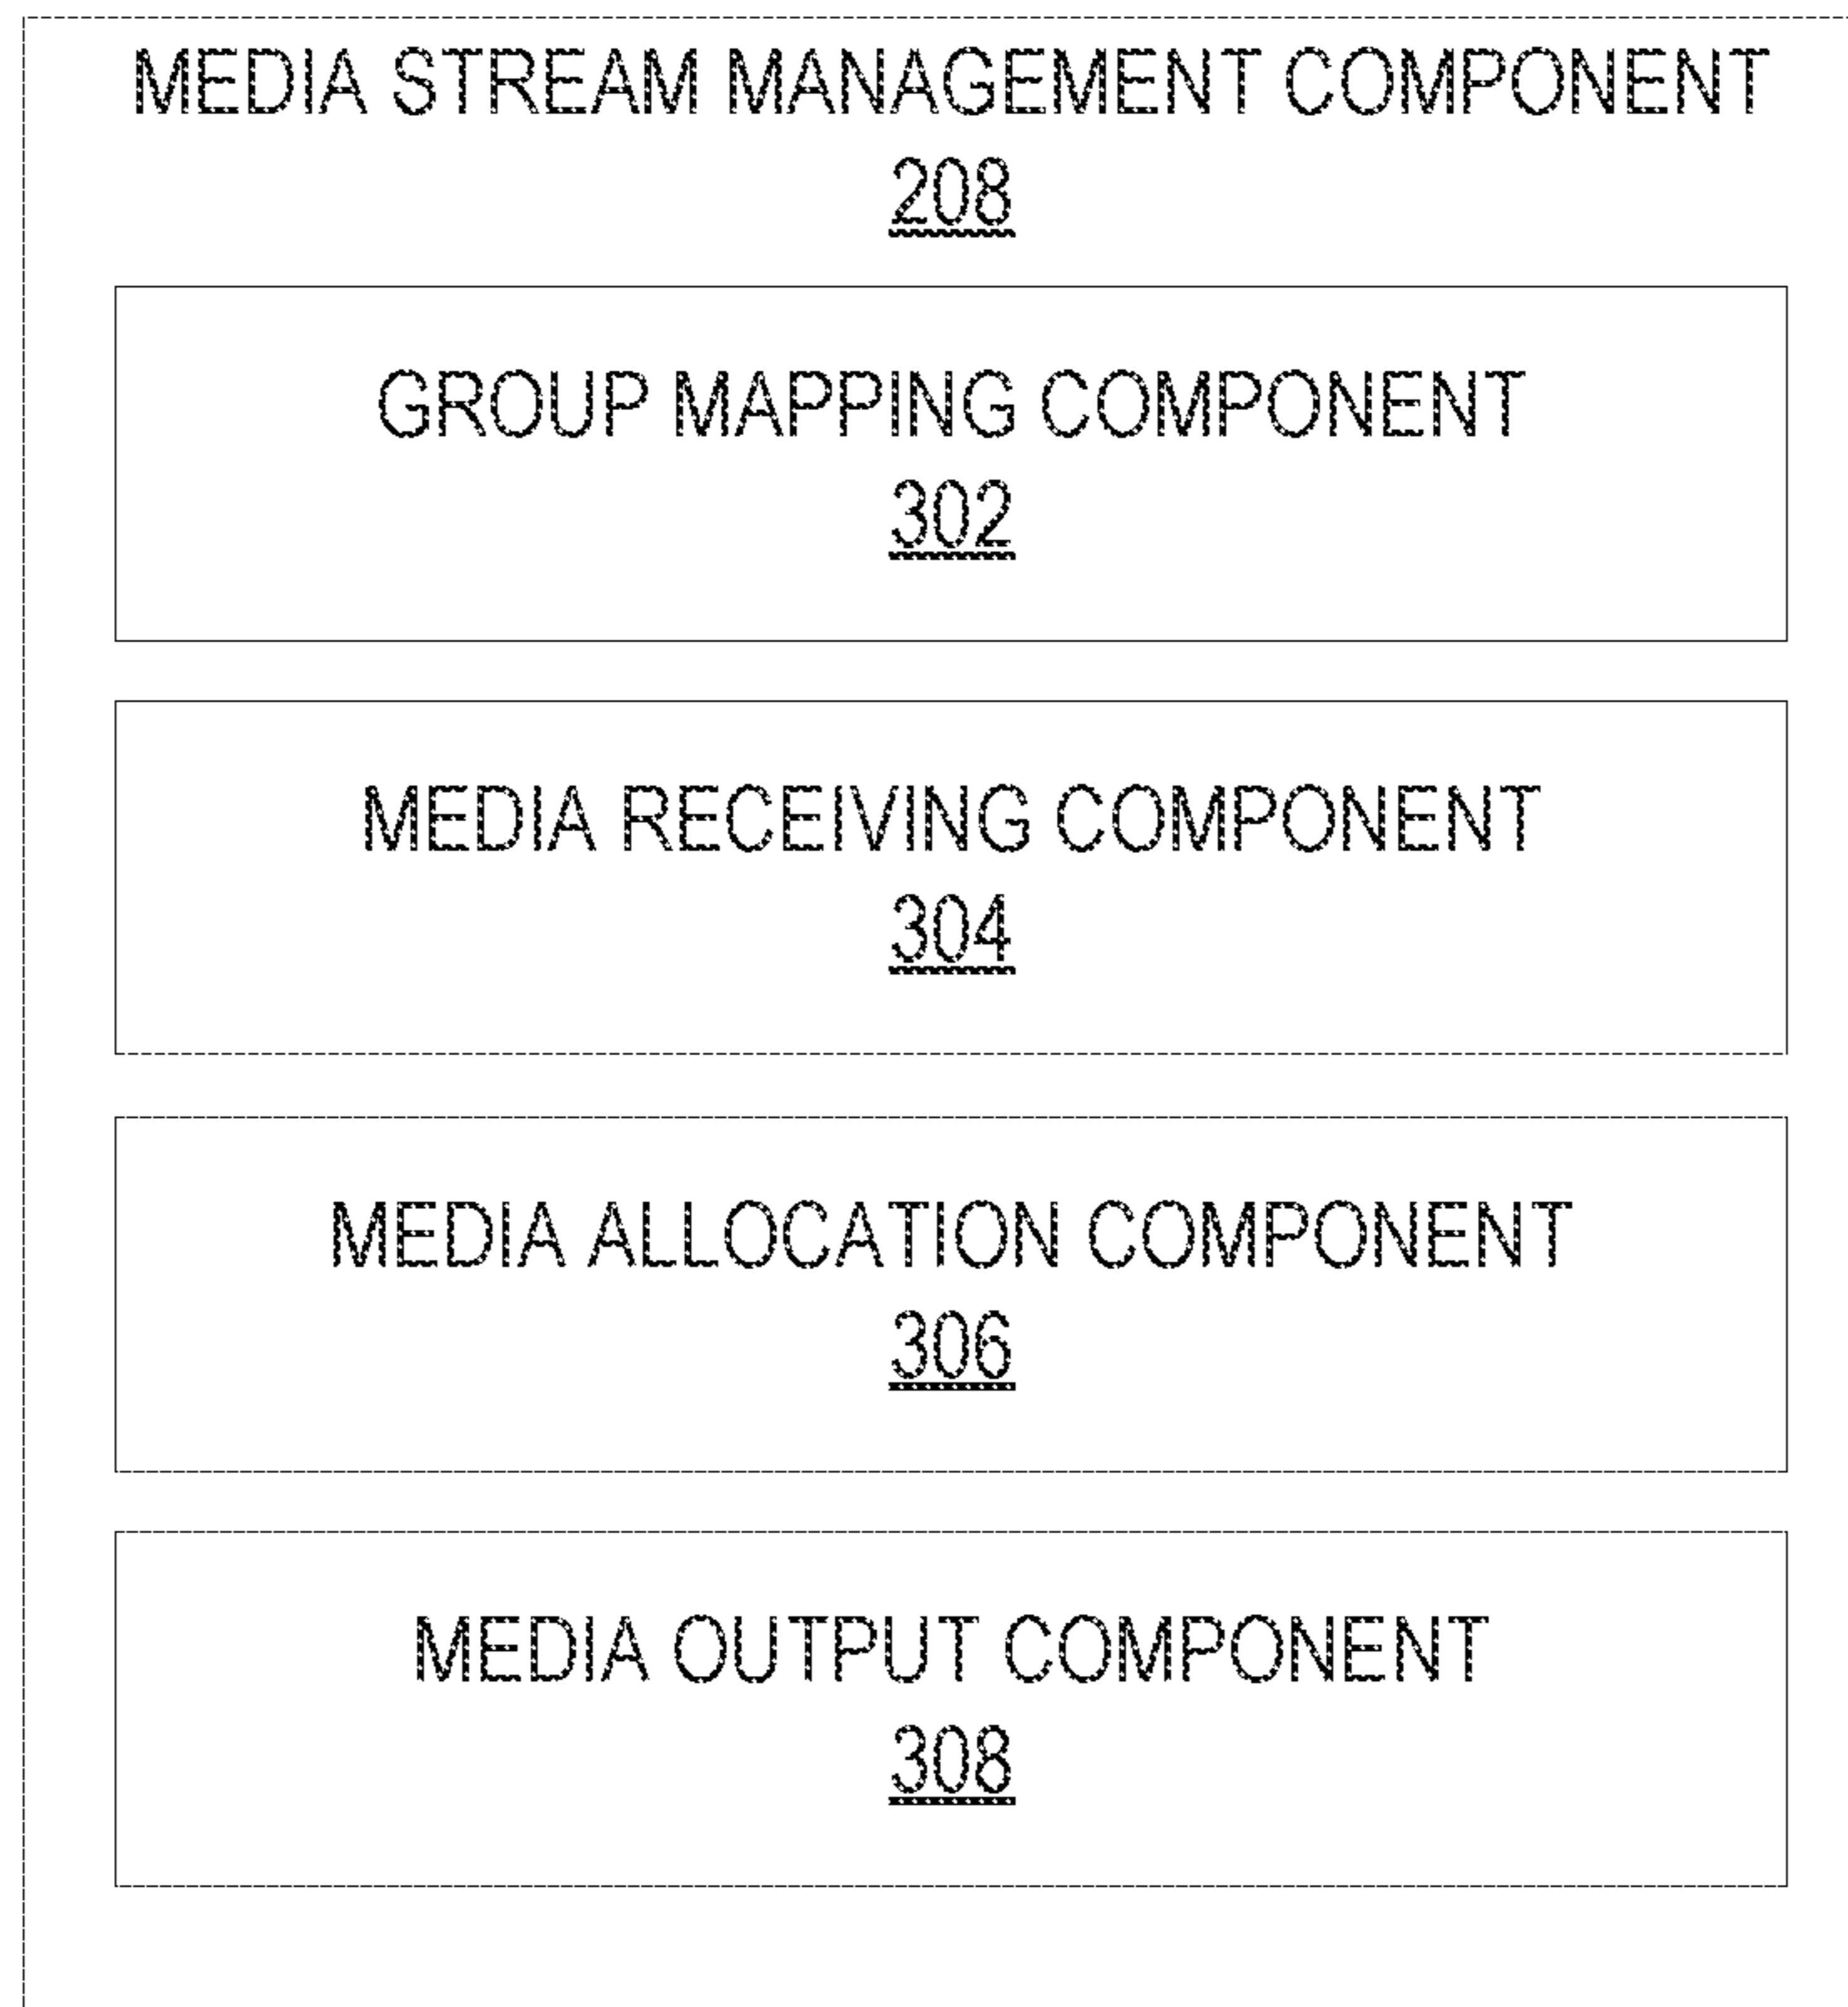 MEDIA STREAM MANAGEMENT COMPONENT
208
GROUP MAPPING COMPONENT
302
MEDIA RECEIVING COMPONENT
304
MEDIA ALLOCATION COMPONENT
306
MEDIA OUTPUT COMPONENT
308